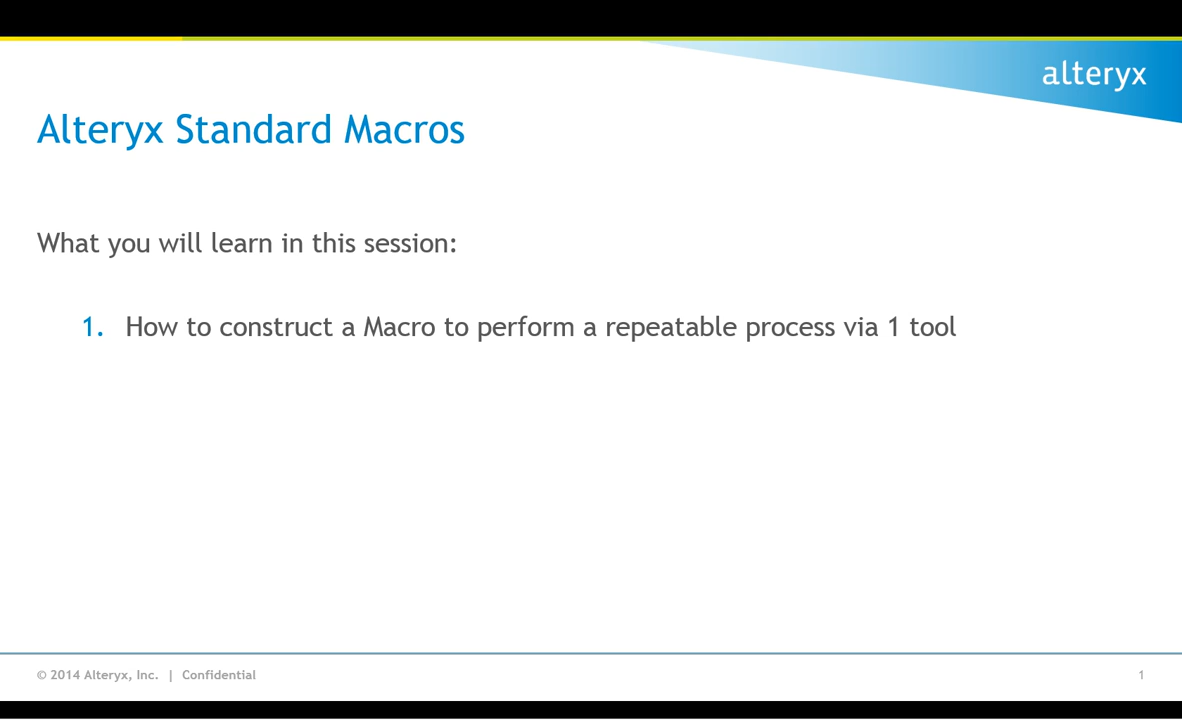 alteryx
Alteryx Standard Macros
What you will learn in this session:
1. How to construct a Macro to perform a repeatable process via 1 tool
© 2014 Alteryx, Inc. | Confidential
1